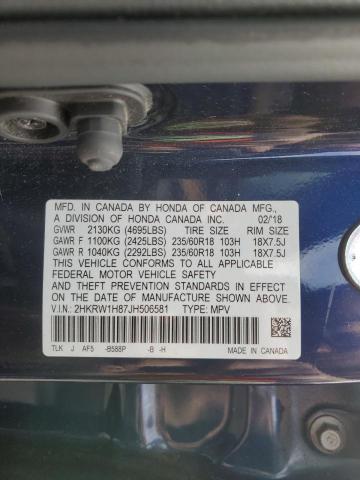 MFD. IN CANADA BY HONDA OF CANADA MFG.,
A DIVISION OF HONDA CANADA INC. 02/'18
GVWR 2130KG (4695LBS) TIRE SIZE RIM SIZE
GAWR F 1100KG (2425LBS) 235/60R18 103H 18X7.5J
GAWR R 1040KG (2292LBS) 235/60R18 103H 18X7.5J
THIS VEHICLE CONFORMS TO ALL APPLICABLE
FEDERAL MOTOR VEHICLE SAFETY
AND THEFT PREVENTION STANDARDS IN EFFECT ON
THE DATE OF MANUFACTURE SHOWN ABOVE.
V.I.N.: 2HKRW1H87JH506581 TYPE: MPV
TLK J AF5 -B588P -B -H MADE IN CANADA